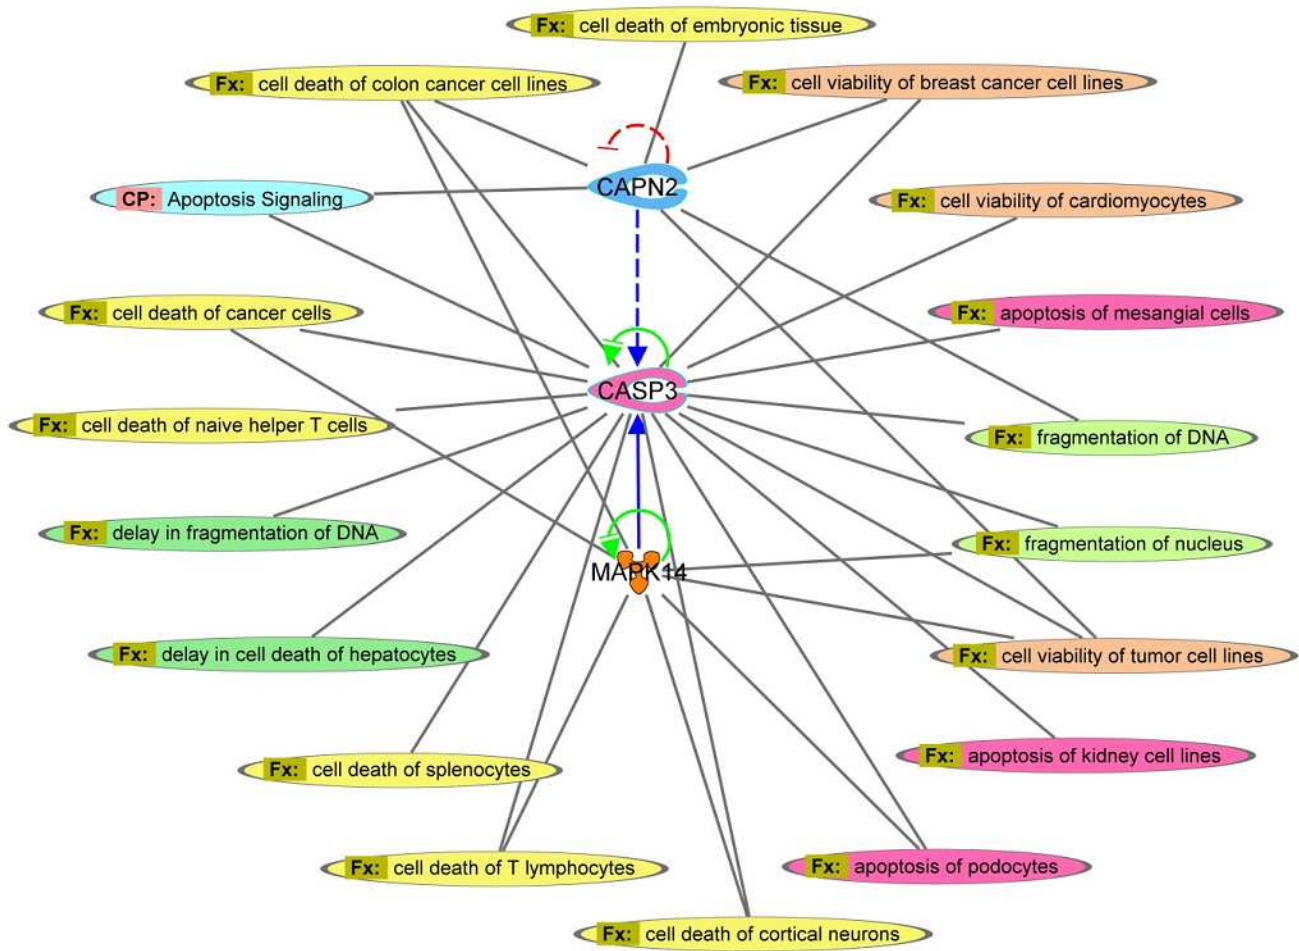 Fx: cell death of embryonic tissue
Fx: cell death of colon cancer cell lines
Fx: cell viability of breast cancer cell lines
CAPN2
CP: Apoptosis Signaling
Fx: cell viability of cardiomyocytes
Fx: cell death of cancer cells
Fx: apoptosis of mesangial cells
CASP3
Fx: cell death of naive helper T cells
Fx: fragmentation of DNA
Fx: delay in fragmentation of DNA
Fx: fragmentation of nucleus
MAPK14
Fx: delay in cell death of hepatocytes
Fx: cell viability of tumor cell lines
Fx: apoptosis of kidney cell lines
Fx: cell death of splenocytes
Fx: cell death of T lymphocytes
Fx: apoptosis of podocytes
Fx: cell death of cortical neurons